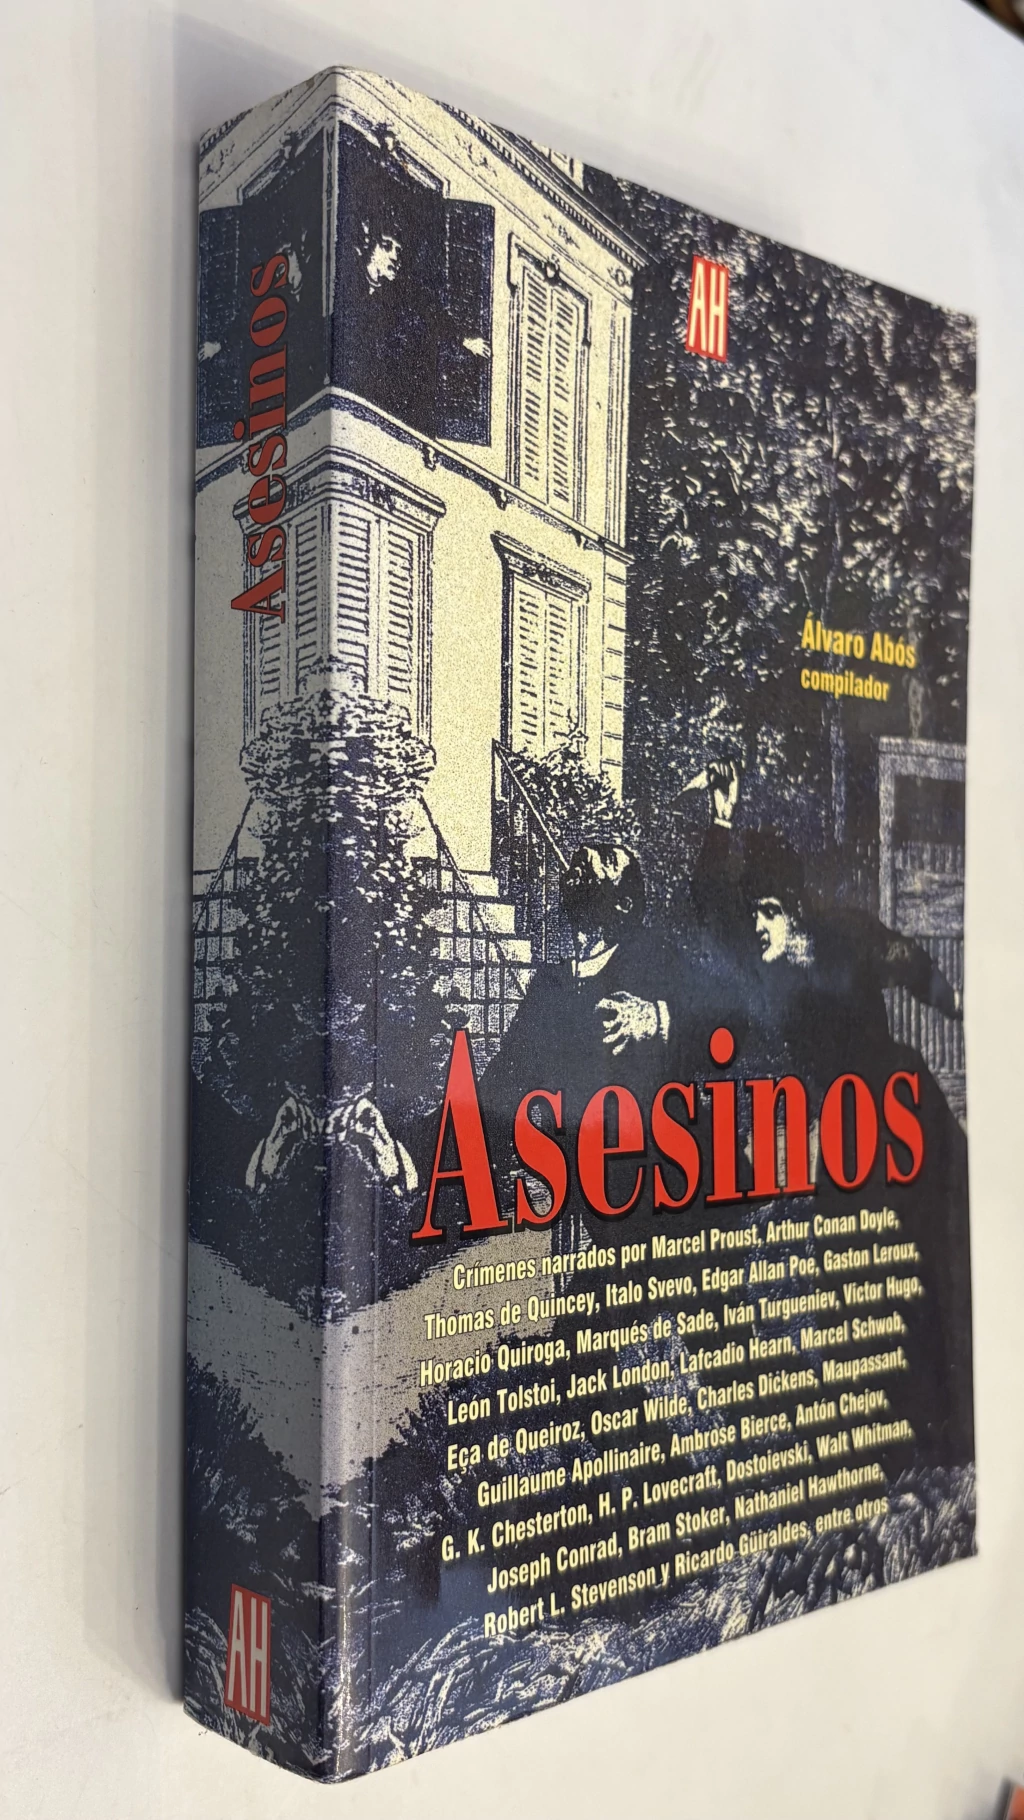 Asesinos
AH
AH
Álvaro Abós
compilador
Asesinos
Crímenes narrados por Marcel Proust, Arthur Conan Doyle,
Thomas de Quincey, Italo Svevo, Edgar Allan Poe, Gaston Leroux,
Horacio Quiroga, Marqués de Sade, Iván Turgueniev, Victor Hugo,
León Tolstoi, Jack London, Lafcadio Hearn, Marcel Schwob,
Eça de Queiroz, Oscar Wilde, Charles Dickens, Maupassant,
Guillaume Apollinaire, Ambrose Bierce, Antón Chejov,
G. K. Chesterton, H. P. Lovecraft, Dostoievski, Walt Whitman,
Joseph Conrad, Bram Stoker, Nathaniel Hawthorne,
Robert L. Stevenson y Ricardo Güiraldes, entre otros